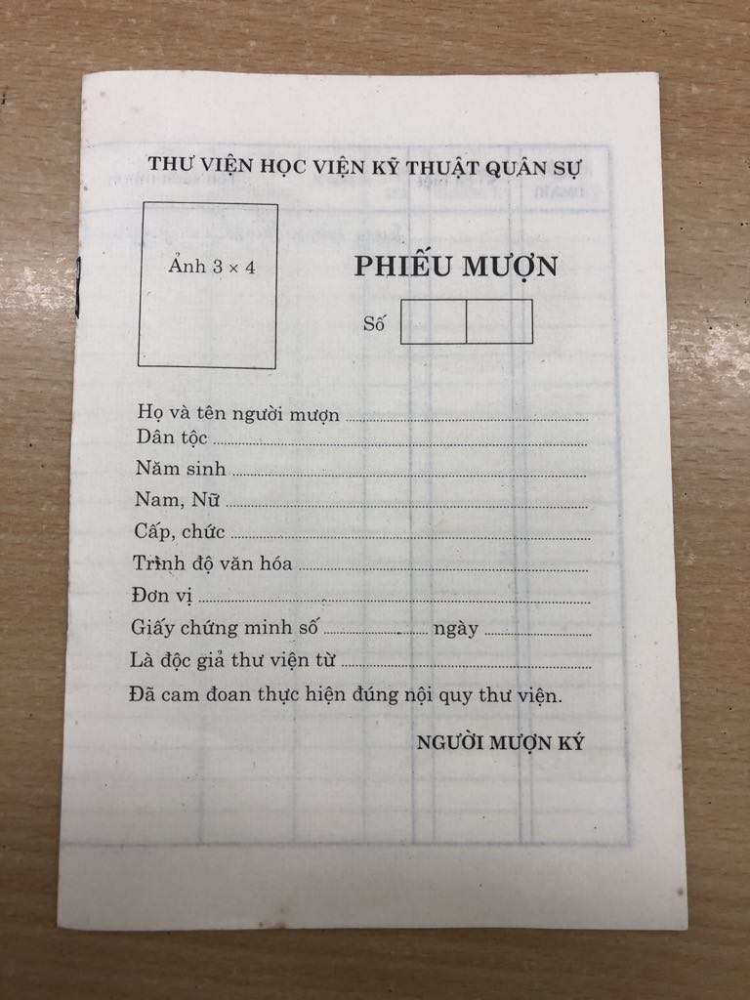 THƯ VIỆN HỌC VIỆN KỸ THUẬT QUÂN SỰ
Ảnh 3 × 4
PHIẾU MƯỢN
Số
Họ và tên người mượn
Dân tộc
Năm sinh
Nam, Nữ
Cấp, chức
Trình độ văn hóa
Đơn vị
Giấy chứng minh số ngày
Là độc giả thư viện từ
Đã cam đoan thực hiện đúng nội quy thư viện.
NGƯỜI MƯỢN KÝ